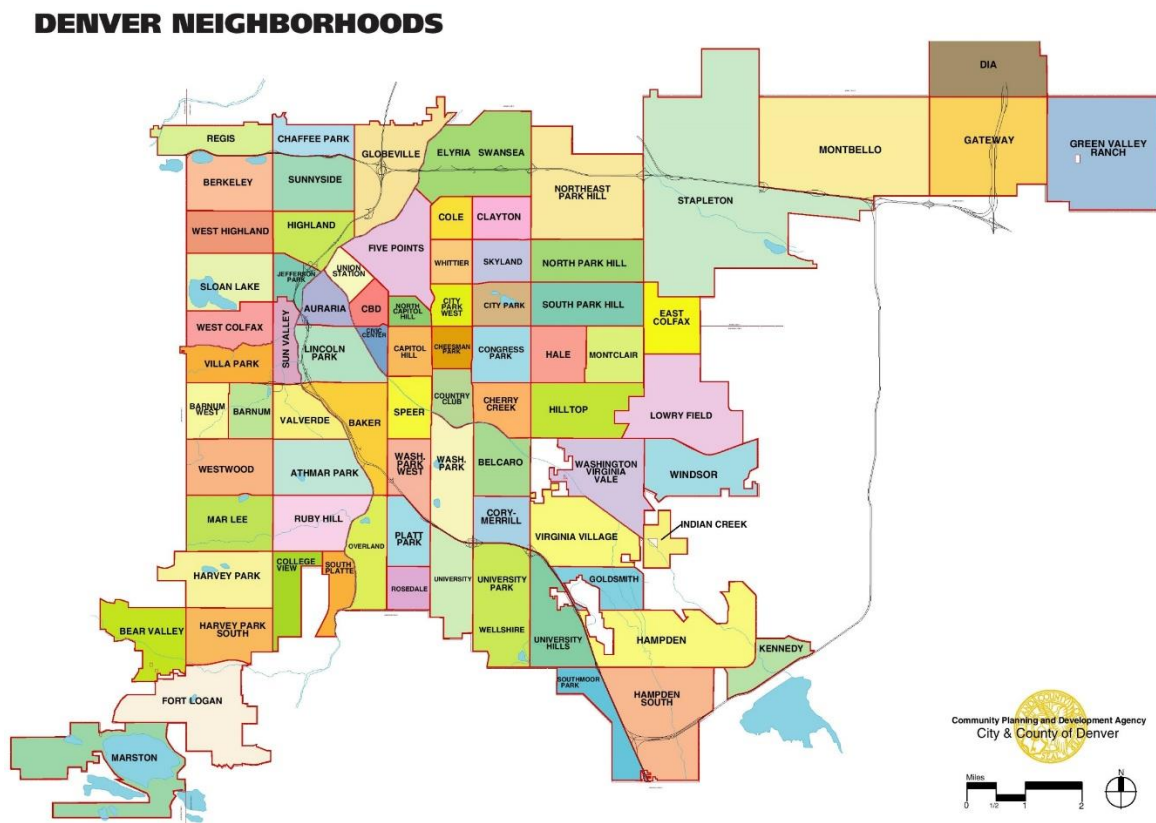 DENVER NEIGHBORHOODS
DIA
REGIS
CHAFFEE PARK
GLOBEVILLE
ELYRIA SWANSEA
MONTBELLO
GATEWAY
GREEN VALLEY
RANCH
BERKELEY
SUNNYSIDE
NORTHEAST
PARK HILL
STAPLETON
WEST HIGHLAND
HIGHLAND
COLE
CLAYTON
FIVE POINTS
UNION
STATION
WHITTIER
SKYLAND
NORTH PARK HILL
SLOAN LAKE
JEFFERSON
PARK
AURARIA
CBD
NORTH
CAPITOL
HILL
CITY
PARK
WEST
CITY PARK
SOUTH PARK HILL
EAST
COLFAX
WEST COLFAX
SUN VALLEY
LINCOLN
PARK
CIVIC
CENTER
CAPITOL
HILL
CHEESMAN
PARK
CONGRESS
PARK
HALE
MONTCLAIR
VILLA PARK
BARNUM
WEST
BARNUM
VALVERDE
BAKER
SPEER
COUNTRY
CLUB
CHERRY
CREEK
HILLTOP
LOWRY FIELD
WESTWOOD
ATHMAR PARK
WASH.
PARK
WEST
WASH.
PARK
BELCARO
WASHINGTON
VIRGINIA
VALE
WINDSOR
MAR LEE
RUBY HILL
OVERLAND
PLATT
PARK
CORY-
MERRILL
VIRGINIA VILLAGE
INDIAN CREEK
HARVEY PARK
COLLEGE
VIEW
SOUTH
PLATTE
ROSEDALE
UNIVERSITY
UNIVERSITY
PARK
GOLDSMITH
BEAR VALLEY
HARVEY PARK
SOUTH
WELLSHIRE
UNIVERSITY
HILLS
HAMPDEN
KENNEDY
FORT LOGAN
SOUTHMOOR
PARK
HAMPDEN
SOUTH
MARSTON
Community Planning and Development Agency
City & County of Denver
Miles
0 1/2 1 2
N